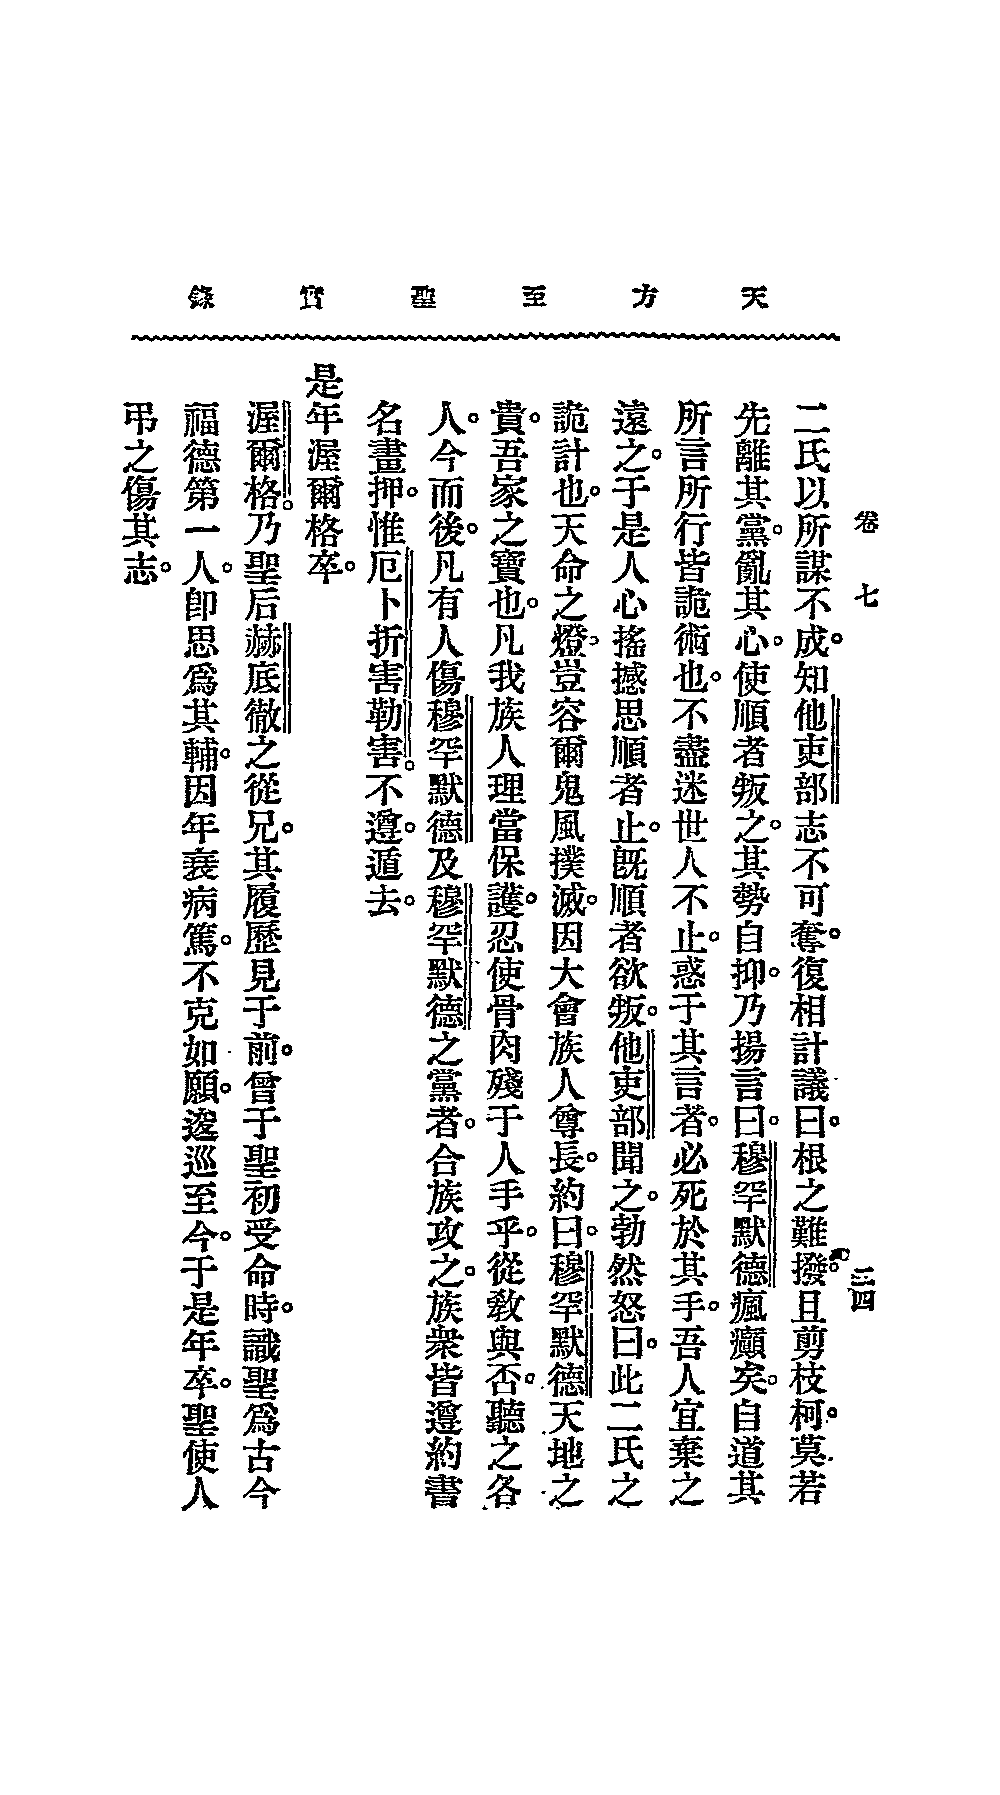 天方至聖實錄
卷七
三四
二氏以所謀不成。知他吏部志不可奪。復相計議曰。根之難撥。且剪枝柯。莫若
先離其黨。亂其心。使順者叛之。其勢自抑。乃揚言曰。穆罕默德瘋癲矣。自道其
所言所行皆詭術也。不盡迷世人不止。惑于其言者。必死於其手。吾人宜棄之
遠之。于是人心搖撼思順者止。旣順者欲叛。他吏部聞之。勃然怒曰。此二氏之
詭計也。天命之燈。豈容爾鬼風撲滅。因大會族人尊長。約曰。穆罕默德天地之
貴。吾家之寶也。凡我族人理當保護。忍使骨肉殘于人手乎。從敎與否。聽之各
人。今而後。凡有人傷穆罕默德及穆罕默德之黨者。合族攻之。族衆皆遵約書
名畫押。惟厄卜折害勒害。不遵。遁去。
是年渥爾格卒。
渥爾格。乃聖后赫底徹之從兄。其履歷見于前。曾于聖初受命時。識聖爲古今
福德第一人。卽思爲其輔。因年衰病篤。不克如願。逡巡至今。于是年卒。聖使人
弔之傷其志。